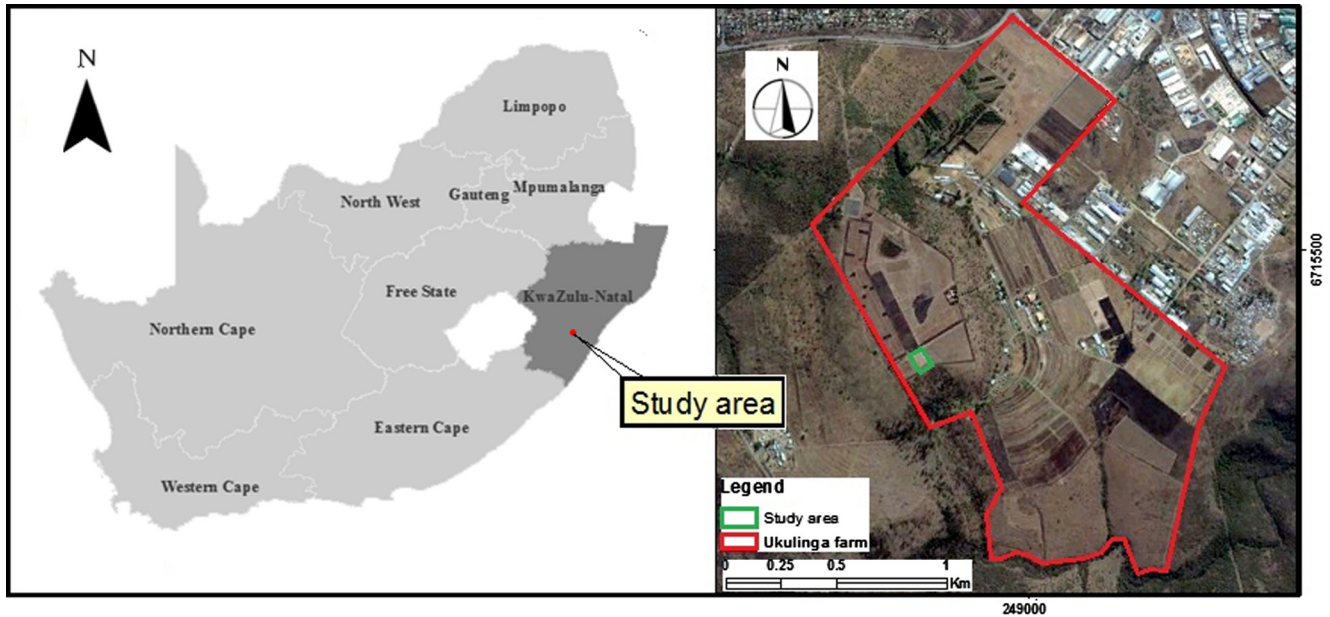 N
Limpopo
North West
Gauteng
Mpumalanga
Free State
KwaZulu-Natal
Northern Cape
Study area
Eastern Cape
Western Cape
N
6715500
Legend
Study area
Ukulinga farm
0 0.25 0.5 1
Km
249000